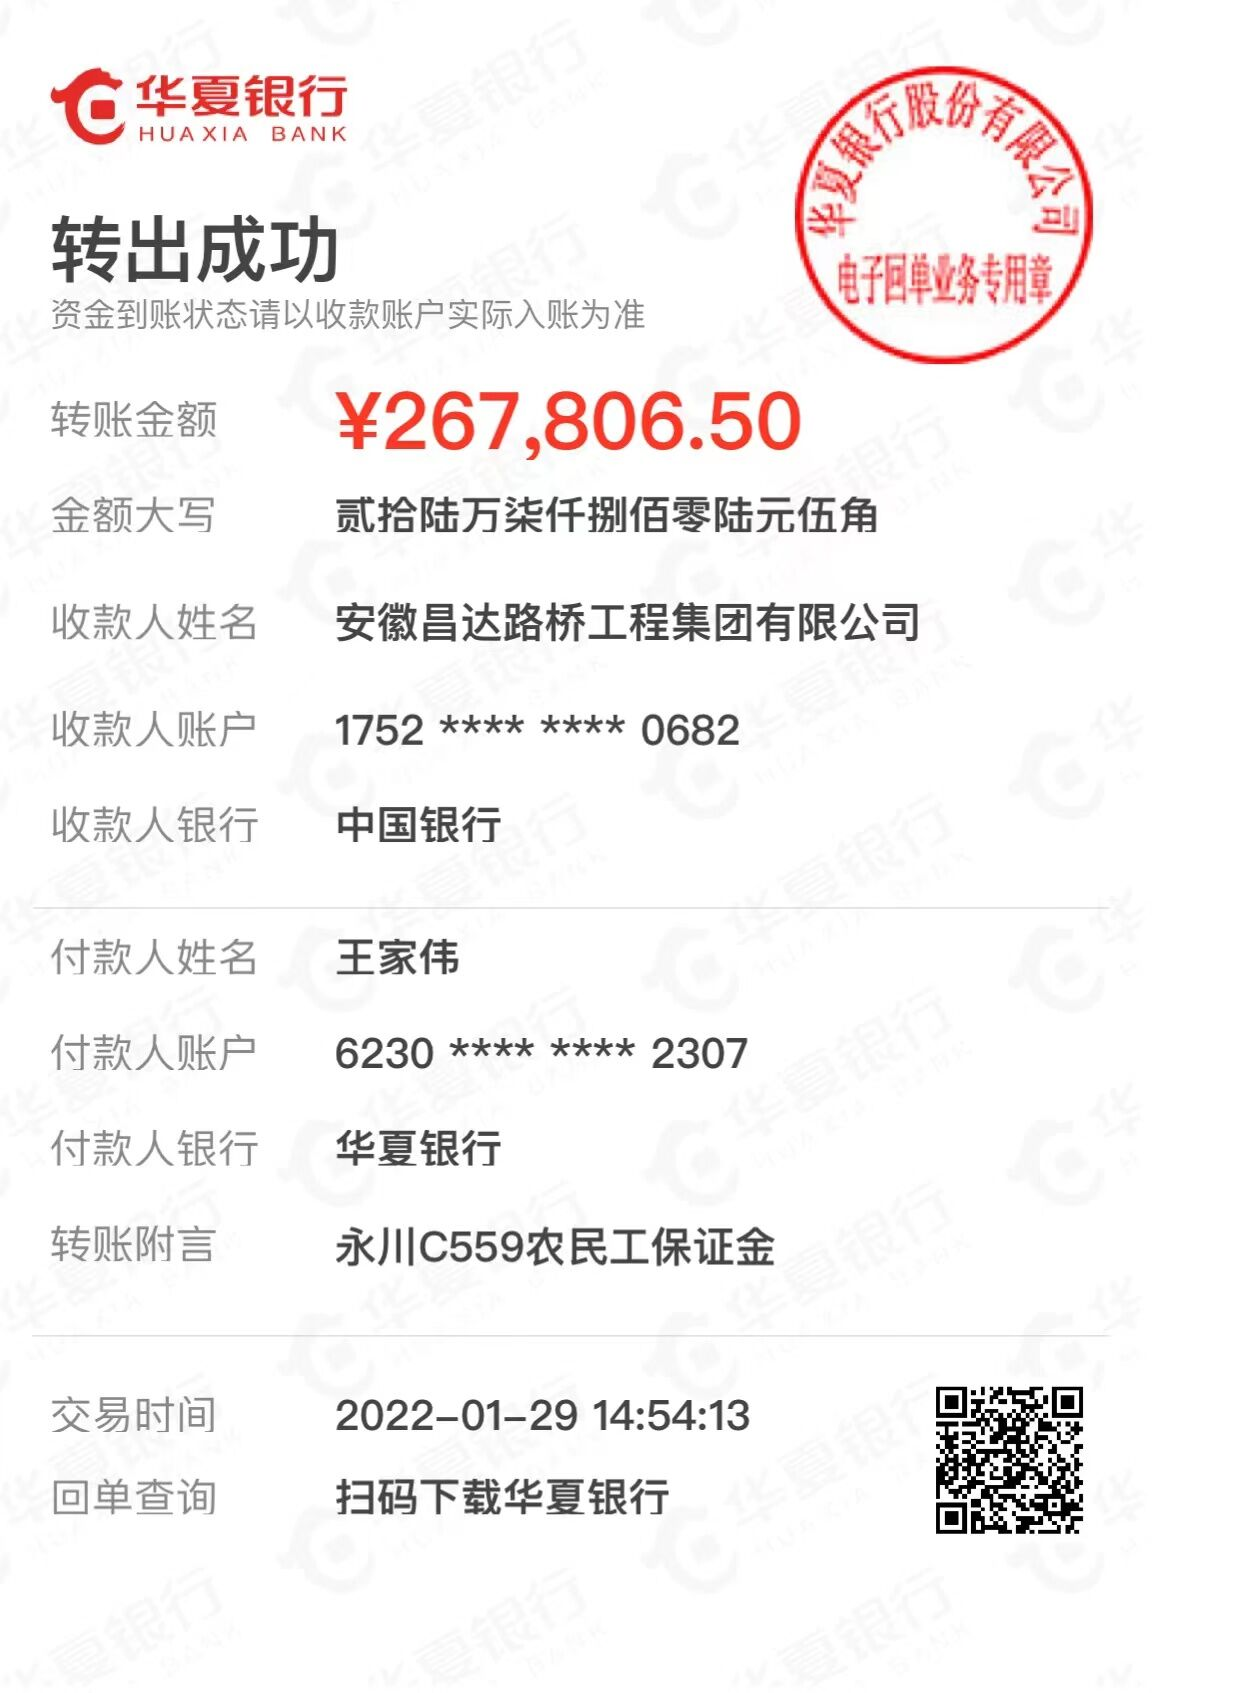 华夏银行
HUAXIA BANK
华夏银行股份有限公司
电子回单业务专用章
转出成功
资金到账状态请以收款账户实际入账为准
转账金额 ¥267,806.50
金额大写 贰拾陆万柒仟捌佰零陆元伍角
收款人姓名 安徽昌达路桥工程集团有限公司
收款人账户 1752 **** **** 0682
收款人银行 中国银行
付款人姓名 王家伟
付款人账户 6230 **** **** 2307
付款人银行 华夏银行
转账附言 永川C559农民工保证金
交易时间 2022-01-29 14:54:13
回单查询 扫码下载华夏银行